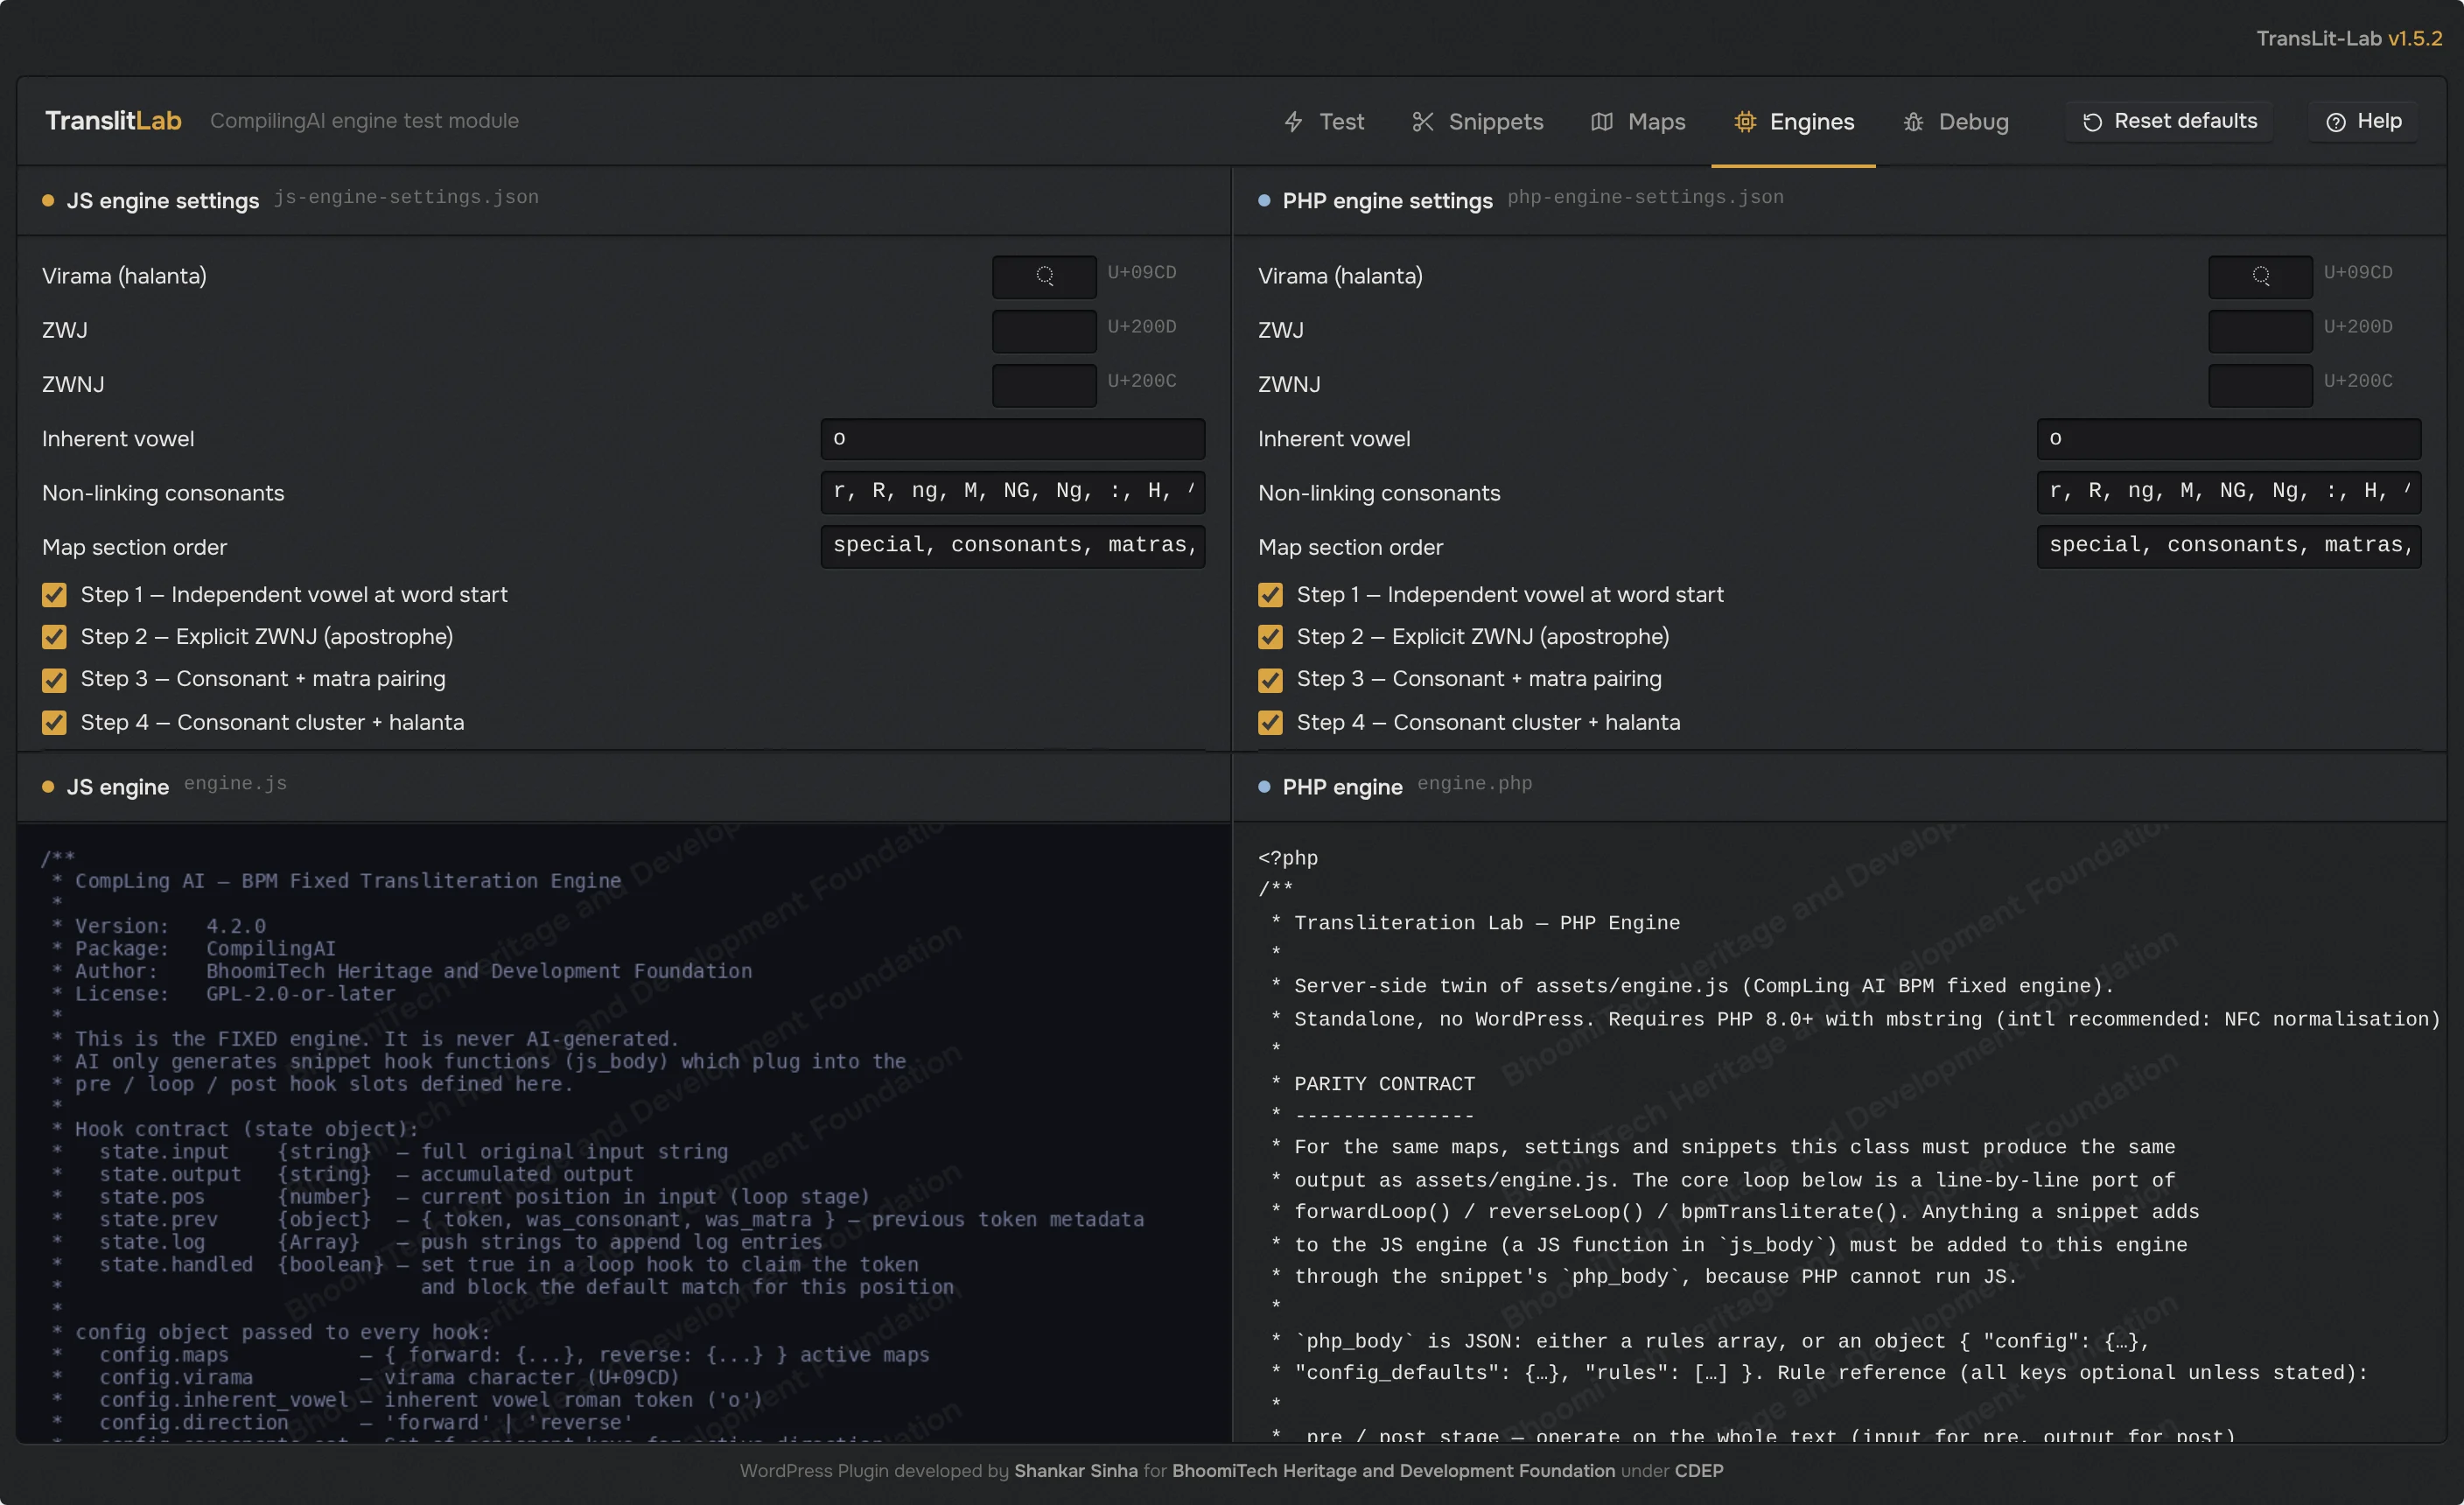 TransLit-Lab v1.5.2
TranslitLab CompilingAI engine test module
Test Snippets Maps Engines Debug Reset defaults Help
JS engine settings js-engine-settings.json
Virama (halanta) ্ U+09CD
ZWJ U+200D
ZWNJ U+200C
Inherent vowel o
Non-linking consonants r, R, ng, M, NG, Ng, :, H,
Map section order special, consonants, matras,
Step 1 — Independent vowel at word start
Step 2 — Explicit ZWNJ (apostrophe)
Step 3 — Consonant + matra pairing
Step 4 — Consonant cluster + halanta
PHP engine settings php-engine-settings.json
Virama (halanta) ্ U+09CD
ZWJ U+200D
ZWNJ U+200C
Inherent vowel o
Non-linking consonants r, R, ng, M, NG, Ng, :, H,
Map section order special, consonants, matras,
Step 1 — Independent vowel at word start
Step 2 — Explicit ZWNJ (apostrophe)
Step 3 — Consonant + matra pairing
Step 4 — Consonant cluster + halanta
JS engine engine.js
/**
* CompLing AI — BPM Fixed Transliteration Engine
*
* Version: 4.2.0
* Package: CompilingAI
* Author: BhoomiTech Heritage and Development Foundation
* License: GPL-2.0-or-later
*
* This is the FIXED engine. It is never AI-generated.
* AI only generates snippet hook functions (js_body) which plug into the
* pre / loop / post hook slots defined here.
*
* Hook contract (state object):
* state.input {string} — full original input string
* state.output {string} — accumulated output
* state.pos {number} — current position in input (loop stage)
* state.prev {object} — { token, was_consonant, was_matra } — previous token metadata
* state.log {Array} — push strings to append log entries
* state.handled {boolean} — set true in a loop hook to claim the token
* and block the default match for this position
*
* config object passed to every hook:
* config.maps — { forward: {...}, reverse: {...} } active maps
* config.virama — virama character (U+09CD)
* config.inherent_vowel — inherent vowel roman token ('o')
* config.direction — 'forward' | 'reverse'
PHP engine engine.php
<?php
/**
* Transliteration Lab — PHP Engine
*
* Server-side twin of assets/engine.js (CompLing AI BPM fixed engine).
* Standalone, no WordPress. Requires PHP 8.0+ with mbstring (intl recommended: NFC normalisation)
*
* PARITY CONTRACT
* ---------------
* For the same maps, settings and snippets this class must produce the same
* output as assets/engine.js. The core loop below is a line-by-line port of
* forwardLoop() / reverseLoop() / bpmTransliterate(). Anything a snippet adds
* to the JS engine (a JS function in `js_body`) must be added to this engine
* through the snippet's `php_body`, because PHP cannot run JS.
*
* `php_body` is JSON: either a rules array, or an object { "config": {…},
* "config_defaults": {…}, "rules": […] }. Rule reference (all keys optional unless stated):
*
* pre / post stage — operate on the whole text (input for pre, output for post)
BhoomiTech Heritage and Development Foundation
WordPress Plugin developed by Shankar Sinha for BhoomiTech Heritage and Development Foundation under CDEP